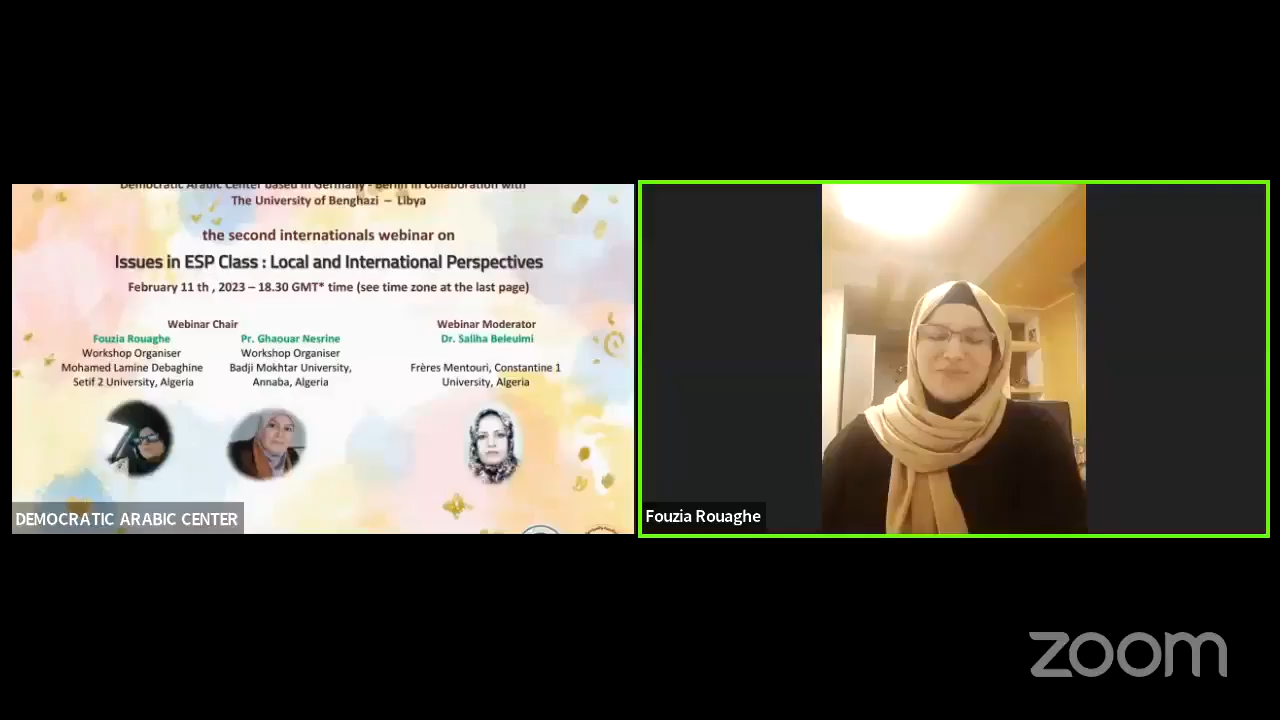 Democratic Arabic Center based in Germany - Berlin in collaboration with
The University of Benghazi – Libya
the second internationals webinar on
Issues in ESP Class : Local and International Perspectives
February 11 th , 2023 – 18.30 GMT* time (see time zone at the last page)
Webinar Chair
Fouzia Rouaghe
Workshop Organiser
Mohamed Lamine Debaghine
Setif 2 University, Algeria
Pr. Ghaouar Nesrine
Workshop Organiser
Badji Mokhtar University,
Annaba, Algeria
Webinar Moderator
Dr. Saliha Beleulmi
Frères Mentouri, Constantine 1
University, Algeria
DEMOCRATIC ARABIC CENTER
Fouzia Rouaghe
zoom